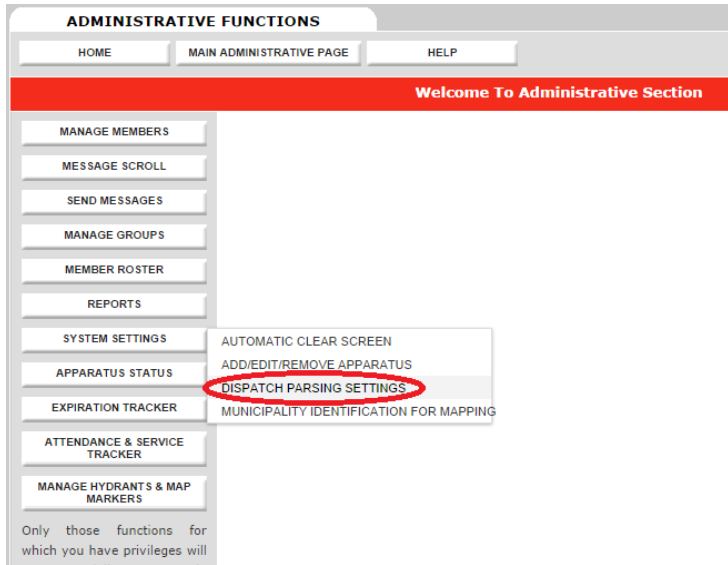 ADMINISTRATIVE FUNCTIONS
HOME
MAIN ADMINISTRATIVE PAGE
HELP
Welcome To Administrative Section
MANAGE MEMBERS
MESSAGE SCROLL
SEND MESSAGES
MANAGE GROUPS
MEMBER ROSTER
REPORTS
SYSTEM SETTINGS
AUTOMATIC CLEAR SCREEN
ADD/EDIT/REMOVE APPARATUS
DISPATCH PARSING SETTINGS
MUNICIPALITY IDENTIFICATION FOR MAPPING
APPARATUS STATUS
EXPIRATION TRACKER
ATTENDANCE & SERVICE
TRACKER
MANAGE HYDRANTS & MAP
MARKERS
Only those functions for
which you have privileges will